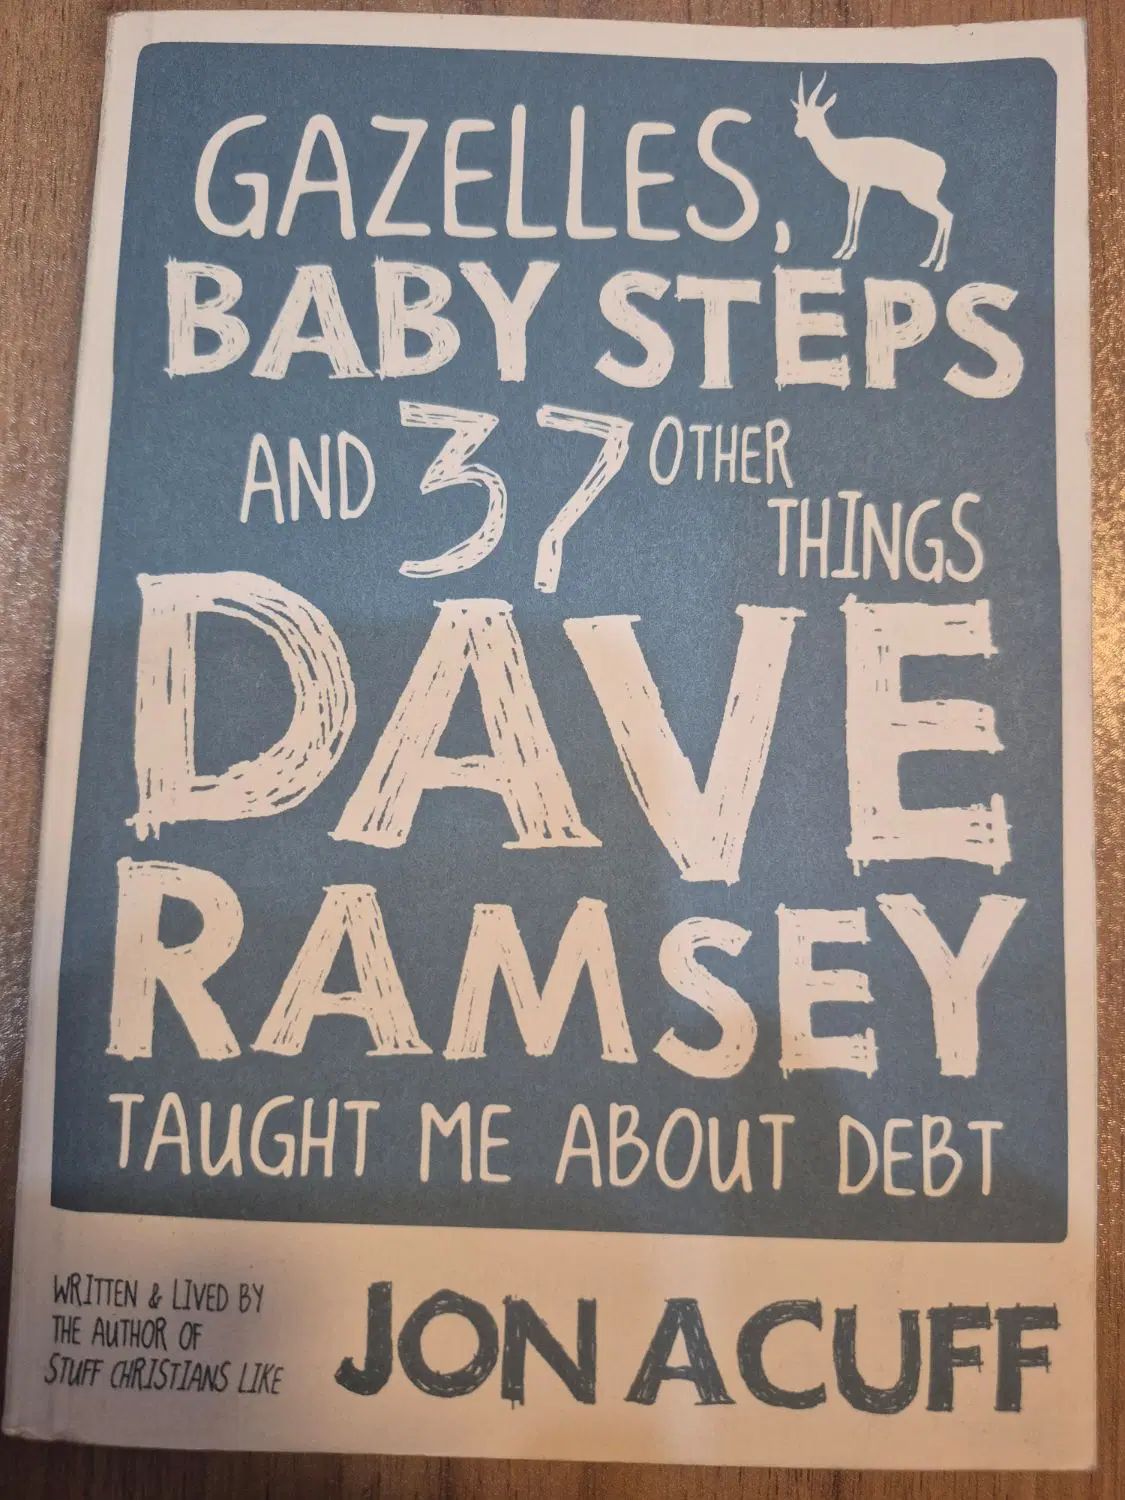 GAZELLES,
BABY STEPS
AND 37 OTHER
THINGS
DAVE
RAMSEY
TAUGHT ME ABOUT DEBT
WRITTEN & LIVED BY
THE AUTHOR OF
STUFF CHRISTIANS LIKE
JON ACUFF